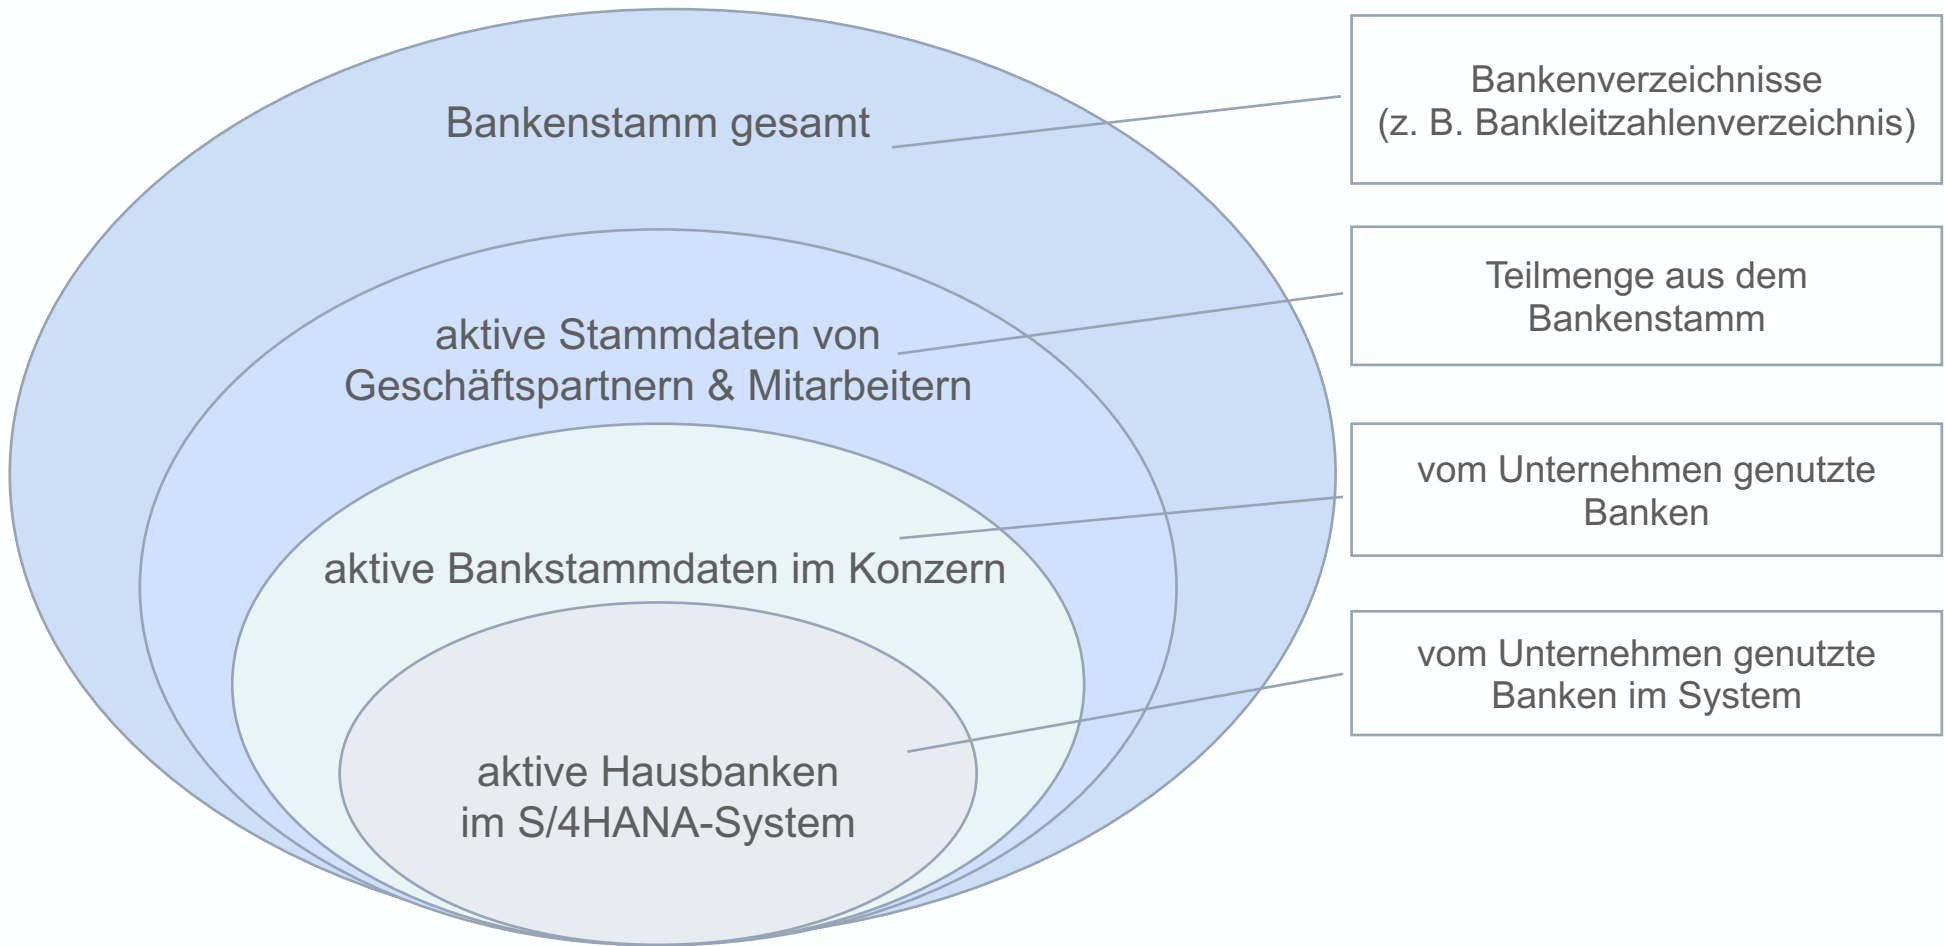 Bankenstamm gesamt
Bankenverzeichnisse
(z. B. Bankleitzahlenverzeichnis)
aktive Stammdaten von
Geschäftspartnern & Mitarbeitern
Teilmenge aus dem
Bankenstamm
aktive Bankstammdaten im Konzern
vom Unternehmen genutzte
Banken
aktive Hausbanken
im S/4HANA-System
vom Unternehmen genutzte
Banken im System